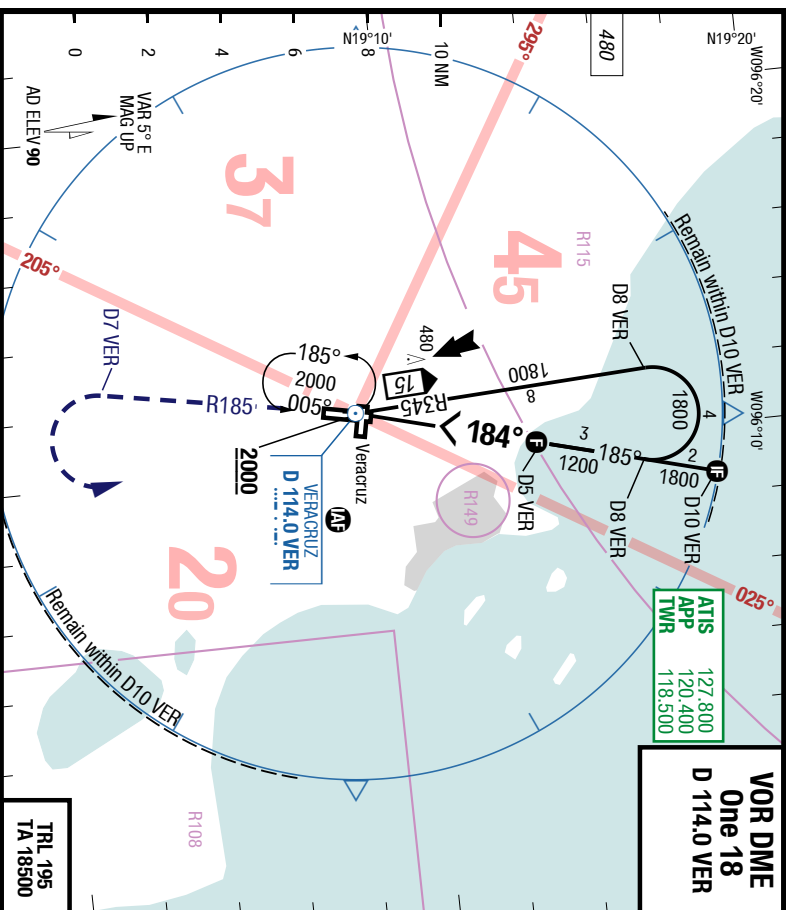 VOR DME
One 18
D 114.0 VER
ATIS 127.800
APP 120.400
TWR 118.500
N19°20'
W096°20'
480
295°
N19°10'
10 NM
8
6
4
2
0
VAR 5° E
MAG UP
AD ELEV 90
37
45
20
R115
Remain within D10 VER
D8 VER
W096°10'
1800
4
1800
8
R345
15
480
184°
F
3
185°
1200
2
1800
IF
D5 VER
D8 VER
D10 VER
025°
R149
185°
2000
005°
Veracruz
VERACRUZ
D 114.0 VER
IAF
2000
205°
D7 VER
R185
Remain within D10 VER
R108
TRL 195
TA 18500